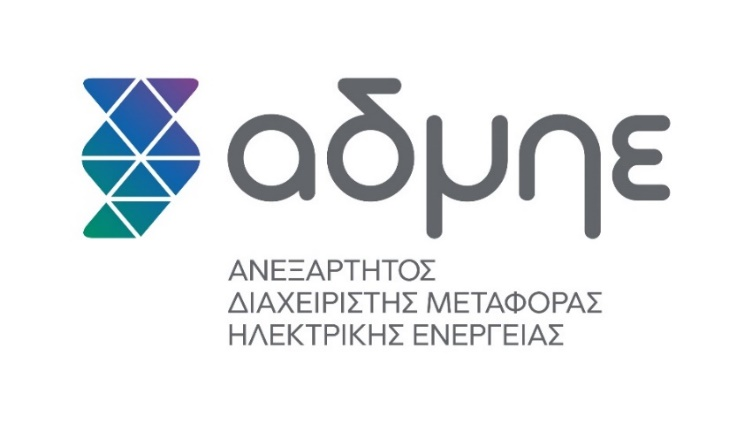 αδμηε
ΑΝΕΞΑΡΤΗΤΟΣ
ΔΙΑΧΕΙΡΙΣΤΗΣ ΜΕΤΑΦΟΡΑΣ
ΗΛΕΚΤΡΙΚΗΣ ΕΝΕΡΓΕΙΑΣ